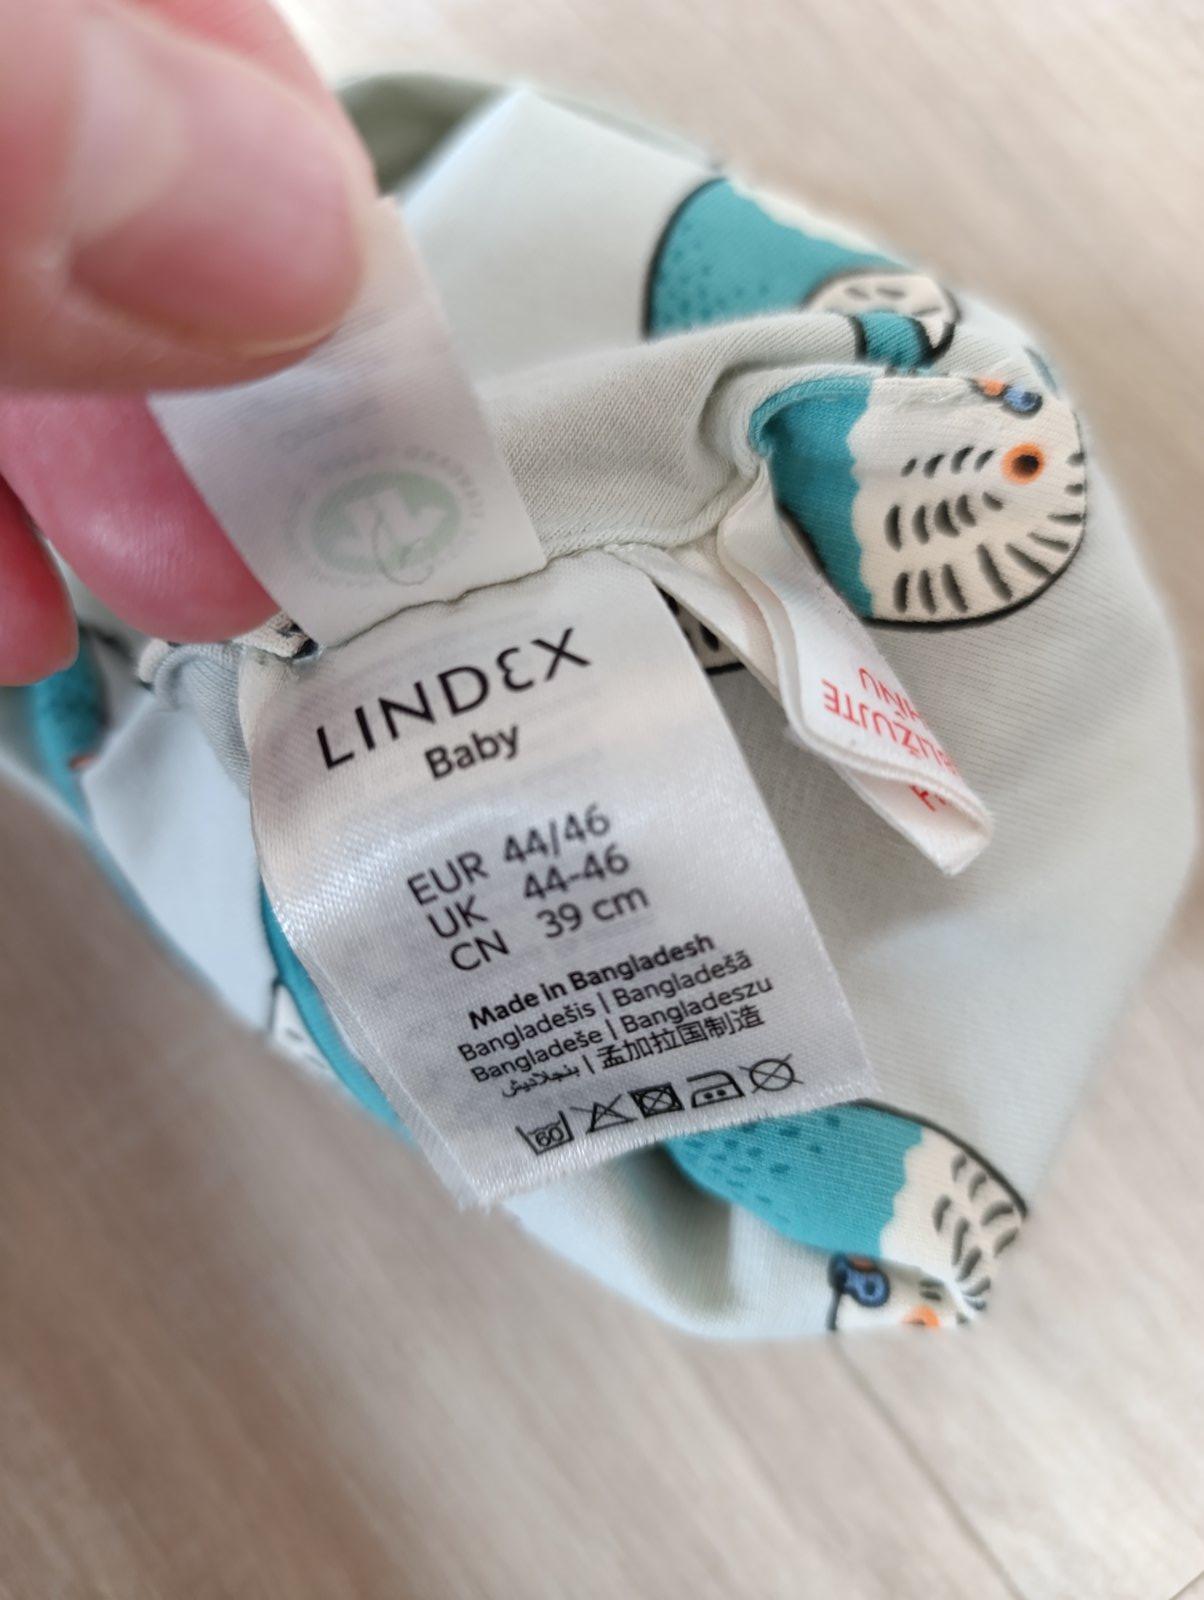 LINDEX
Baby
EUR 44/46
UK 44-46
CN 39 cm
Made in Bangladesh
Bangladešis | Bangladešā
Bangladeše | Bangladeszu
بنجلاديش | 孟加拉国制造
60